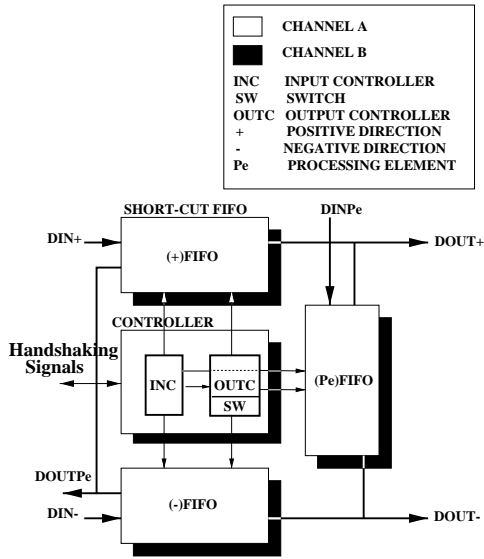 CHANNEL A
CHANNEL B
INC INPUT CONTROLLER
SW SWITCH
OUTC OUTPUT CONTROLLER
+ POSITIVE DIRECTION
- NEGATIVE DIRECTION
Pe PROCESSING ELEMENT
SHORT-CUT FIFO
DINPe
DIN+
DOUT+
(+)FIFO
CONTROLLER
Handshaking
Signals
INC
OUTC
SW
(Pe)FIFO
DOUTPe
(-)FIFO
DIN-
DOUT-